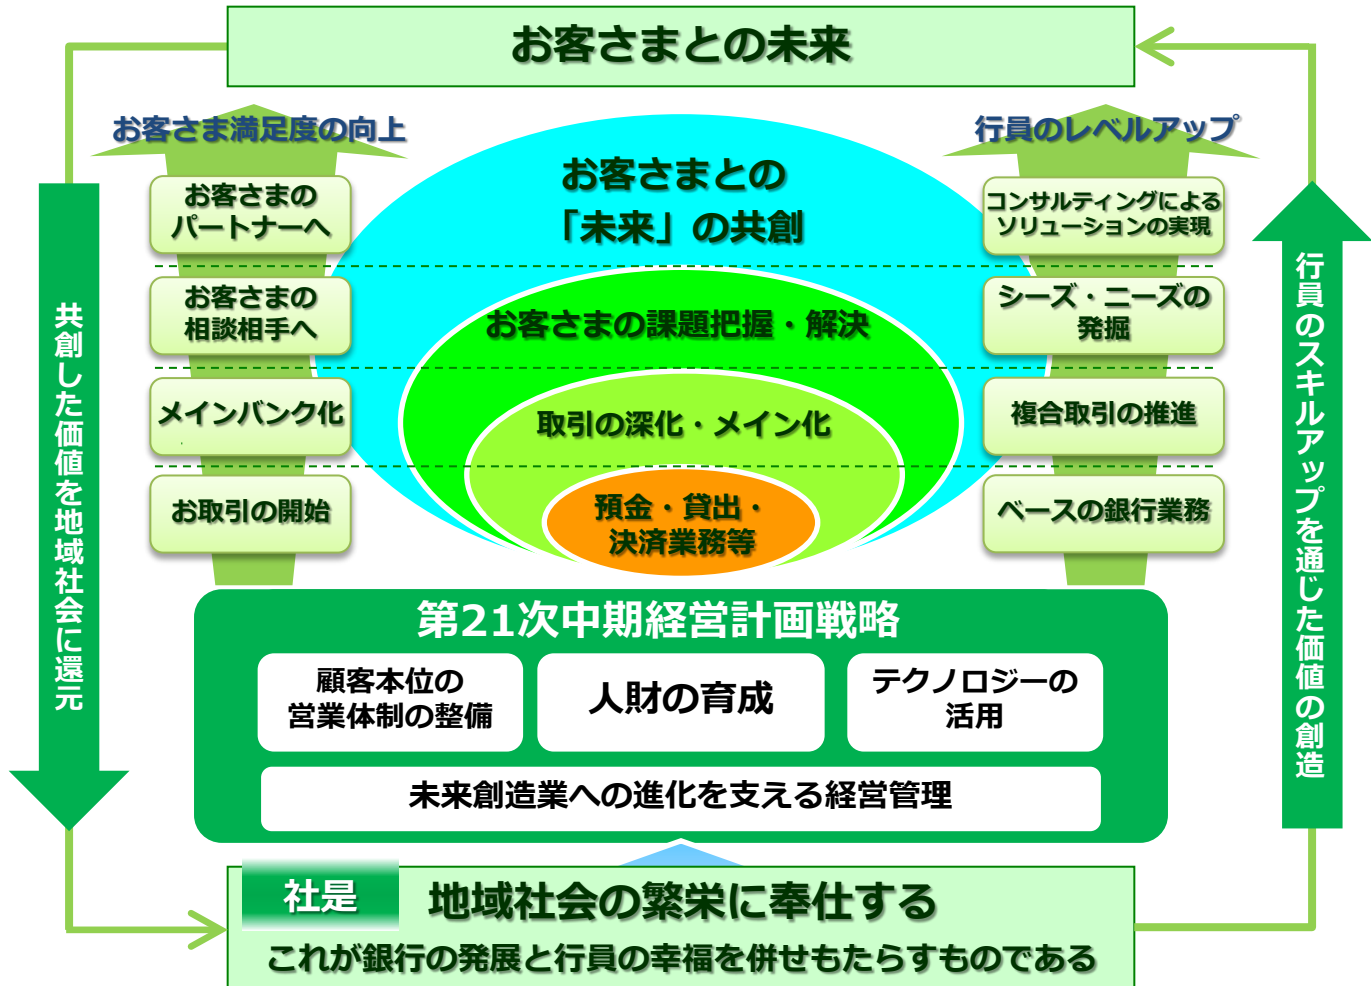 お客さまとの未来
お客さま満足度の向上
行員のレベルアップ
お客さまとの
「未来」の共創
お客さまの
パートナーへ
コンサルティングによる
ソリューションの実現
お客さまの
相談相手へ
お客さまの課題把握・解決
シーズ・ニーズの
発掘
メインバンク化
取引の深化・メイン化
複合取引の推進
お取引の開始
預金・貸出・
決済業務等
ベースの銀行業務
共創した価値を地域社会に還元
行員のスキルアップを通じた価値の創造
第21次中期経営計画戦略
顧客本位の
営業体制の整備
人財の育成
テクノロジーの
活用
未来創造業への進化を支える経営管理
社是
地域社会の繁栄に奉仕する
これが銀行の発展と行員の幸福を併せもたらすものである